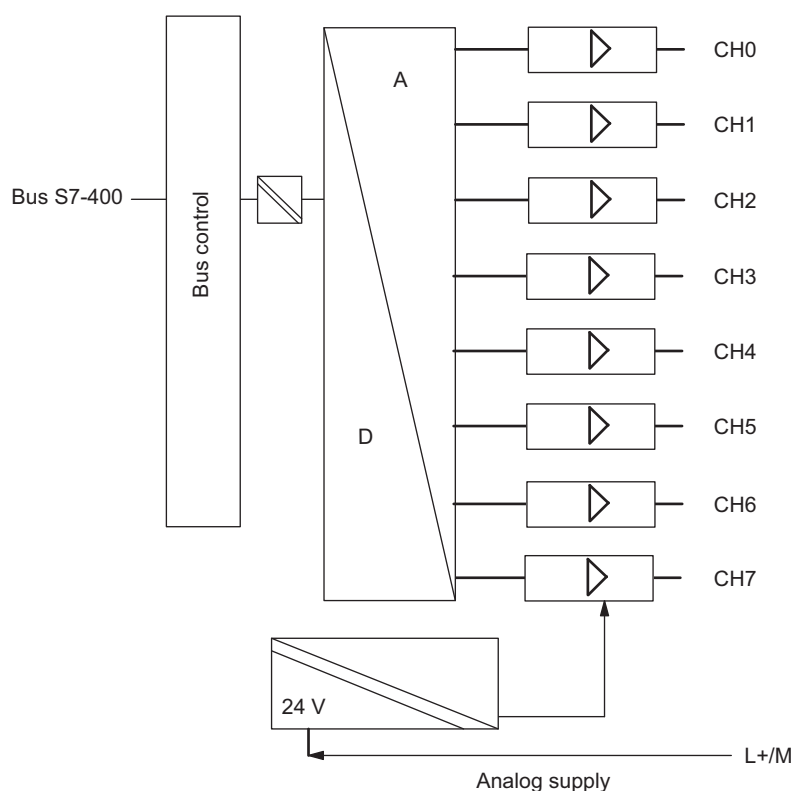 CH0
A
CH1
Bus S7-400
Bus control
CH2
CH3
CH4
D
CH5
CH6
CH7
24 V
L+/M
Analog supply